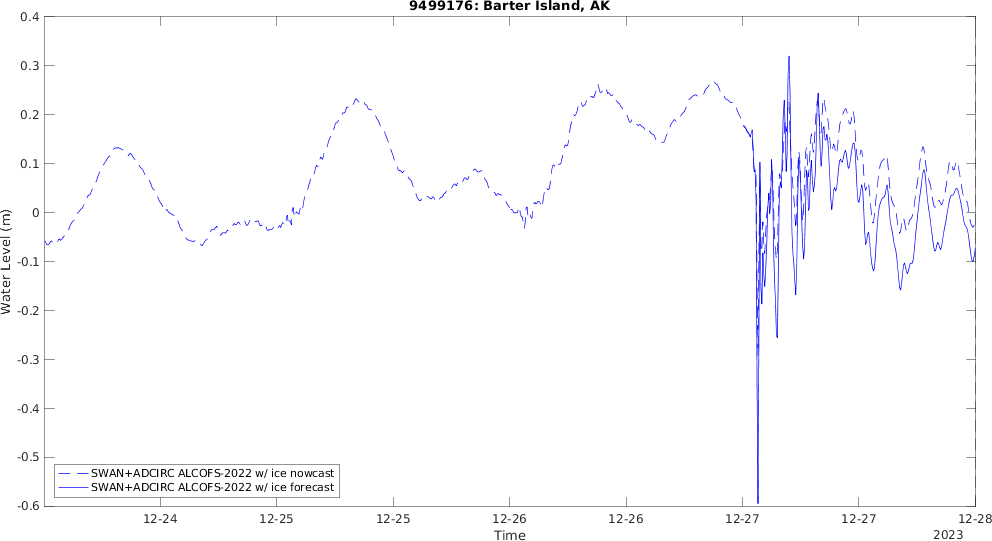 9499176: Barter Island, AK
0.4
0.3
0.2
0.1
0
-0.1
-0.2
-0.3
-0.4
-0.5
-0.6
Water Level (m)
SWAN+ADCIRC ALCOFS-2022 w/ ice nowcast
SWAN+ADCIRC ALCOFS-2022 w/ ice forecast
12-24 12-25 12-25 12-26 12-26 12-27 12-27 12-28
Time
2023